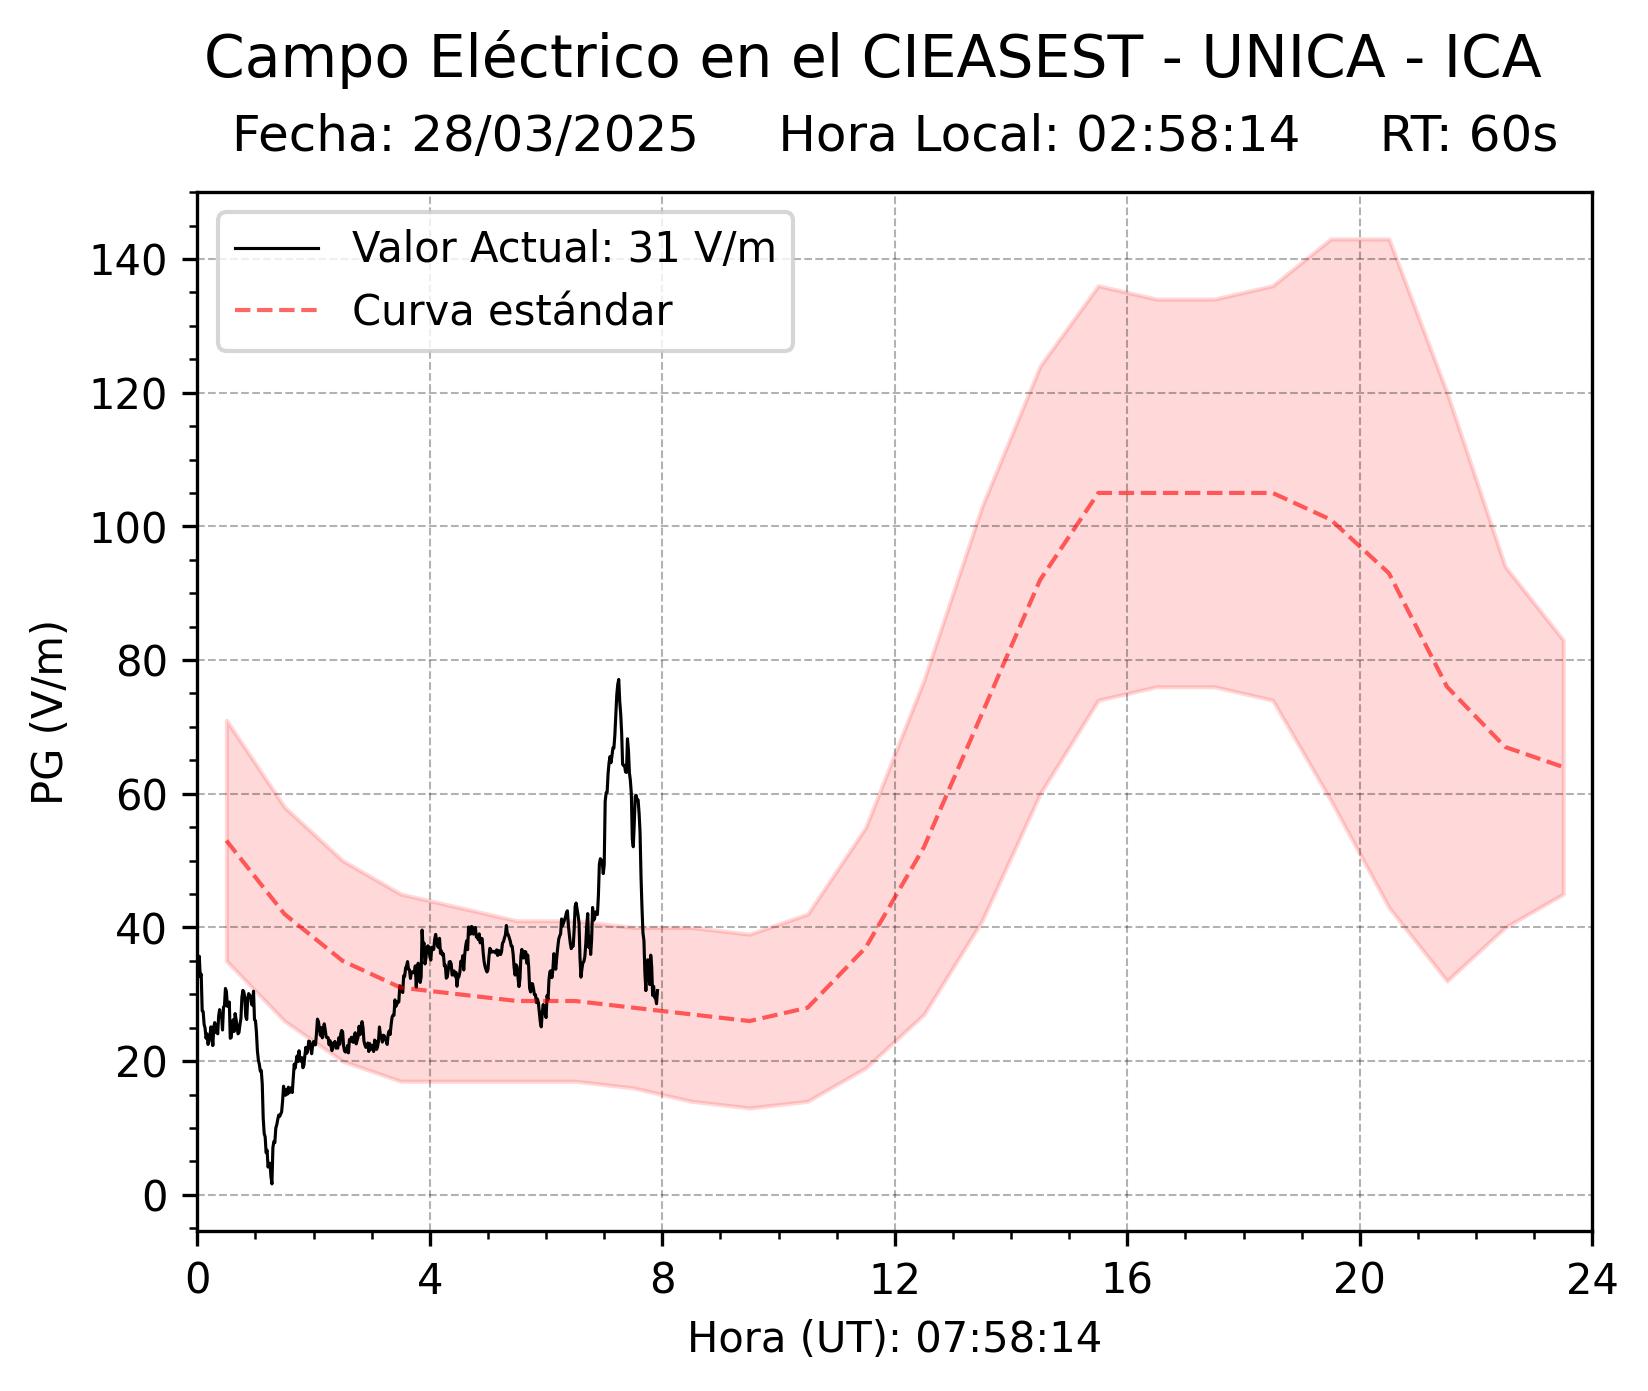 Campo Eléctrico en el CIEASEST - UNICA - ICA
Fecha: 28/03/2025 Hora Local: 02:58:14 RT: 60s
Valor Actual: 31 V/m
Curva estándar
PG (V/m)
140
120
100
80
60
40
20
0
0 4 8 12 16 20 24
Hora (UT): 07:58:14